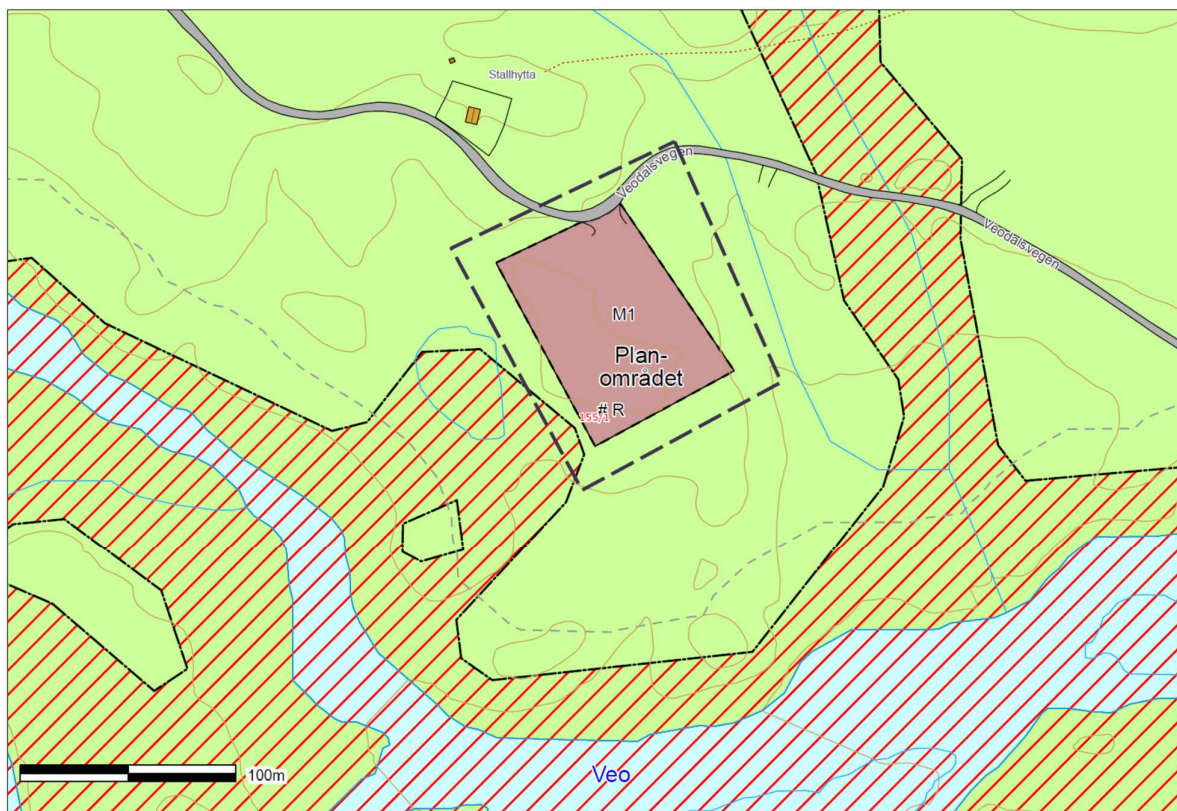 Stallhytta
Veodalsvegen
Veodalsvegen
M1
Plan-
området
# R
155/1
100m
Veo